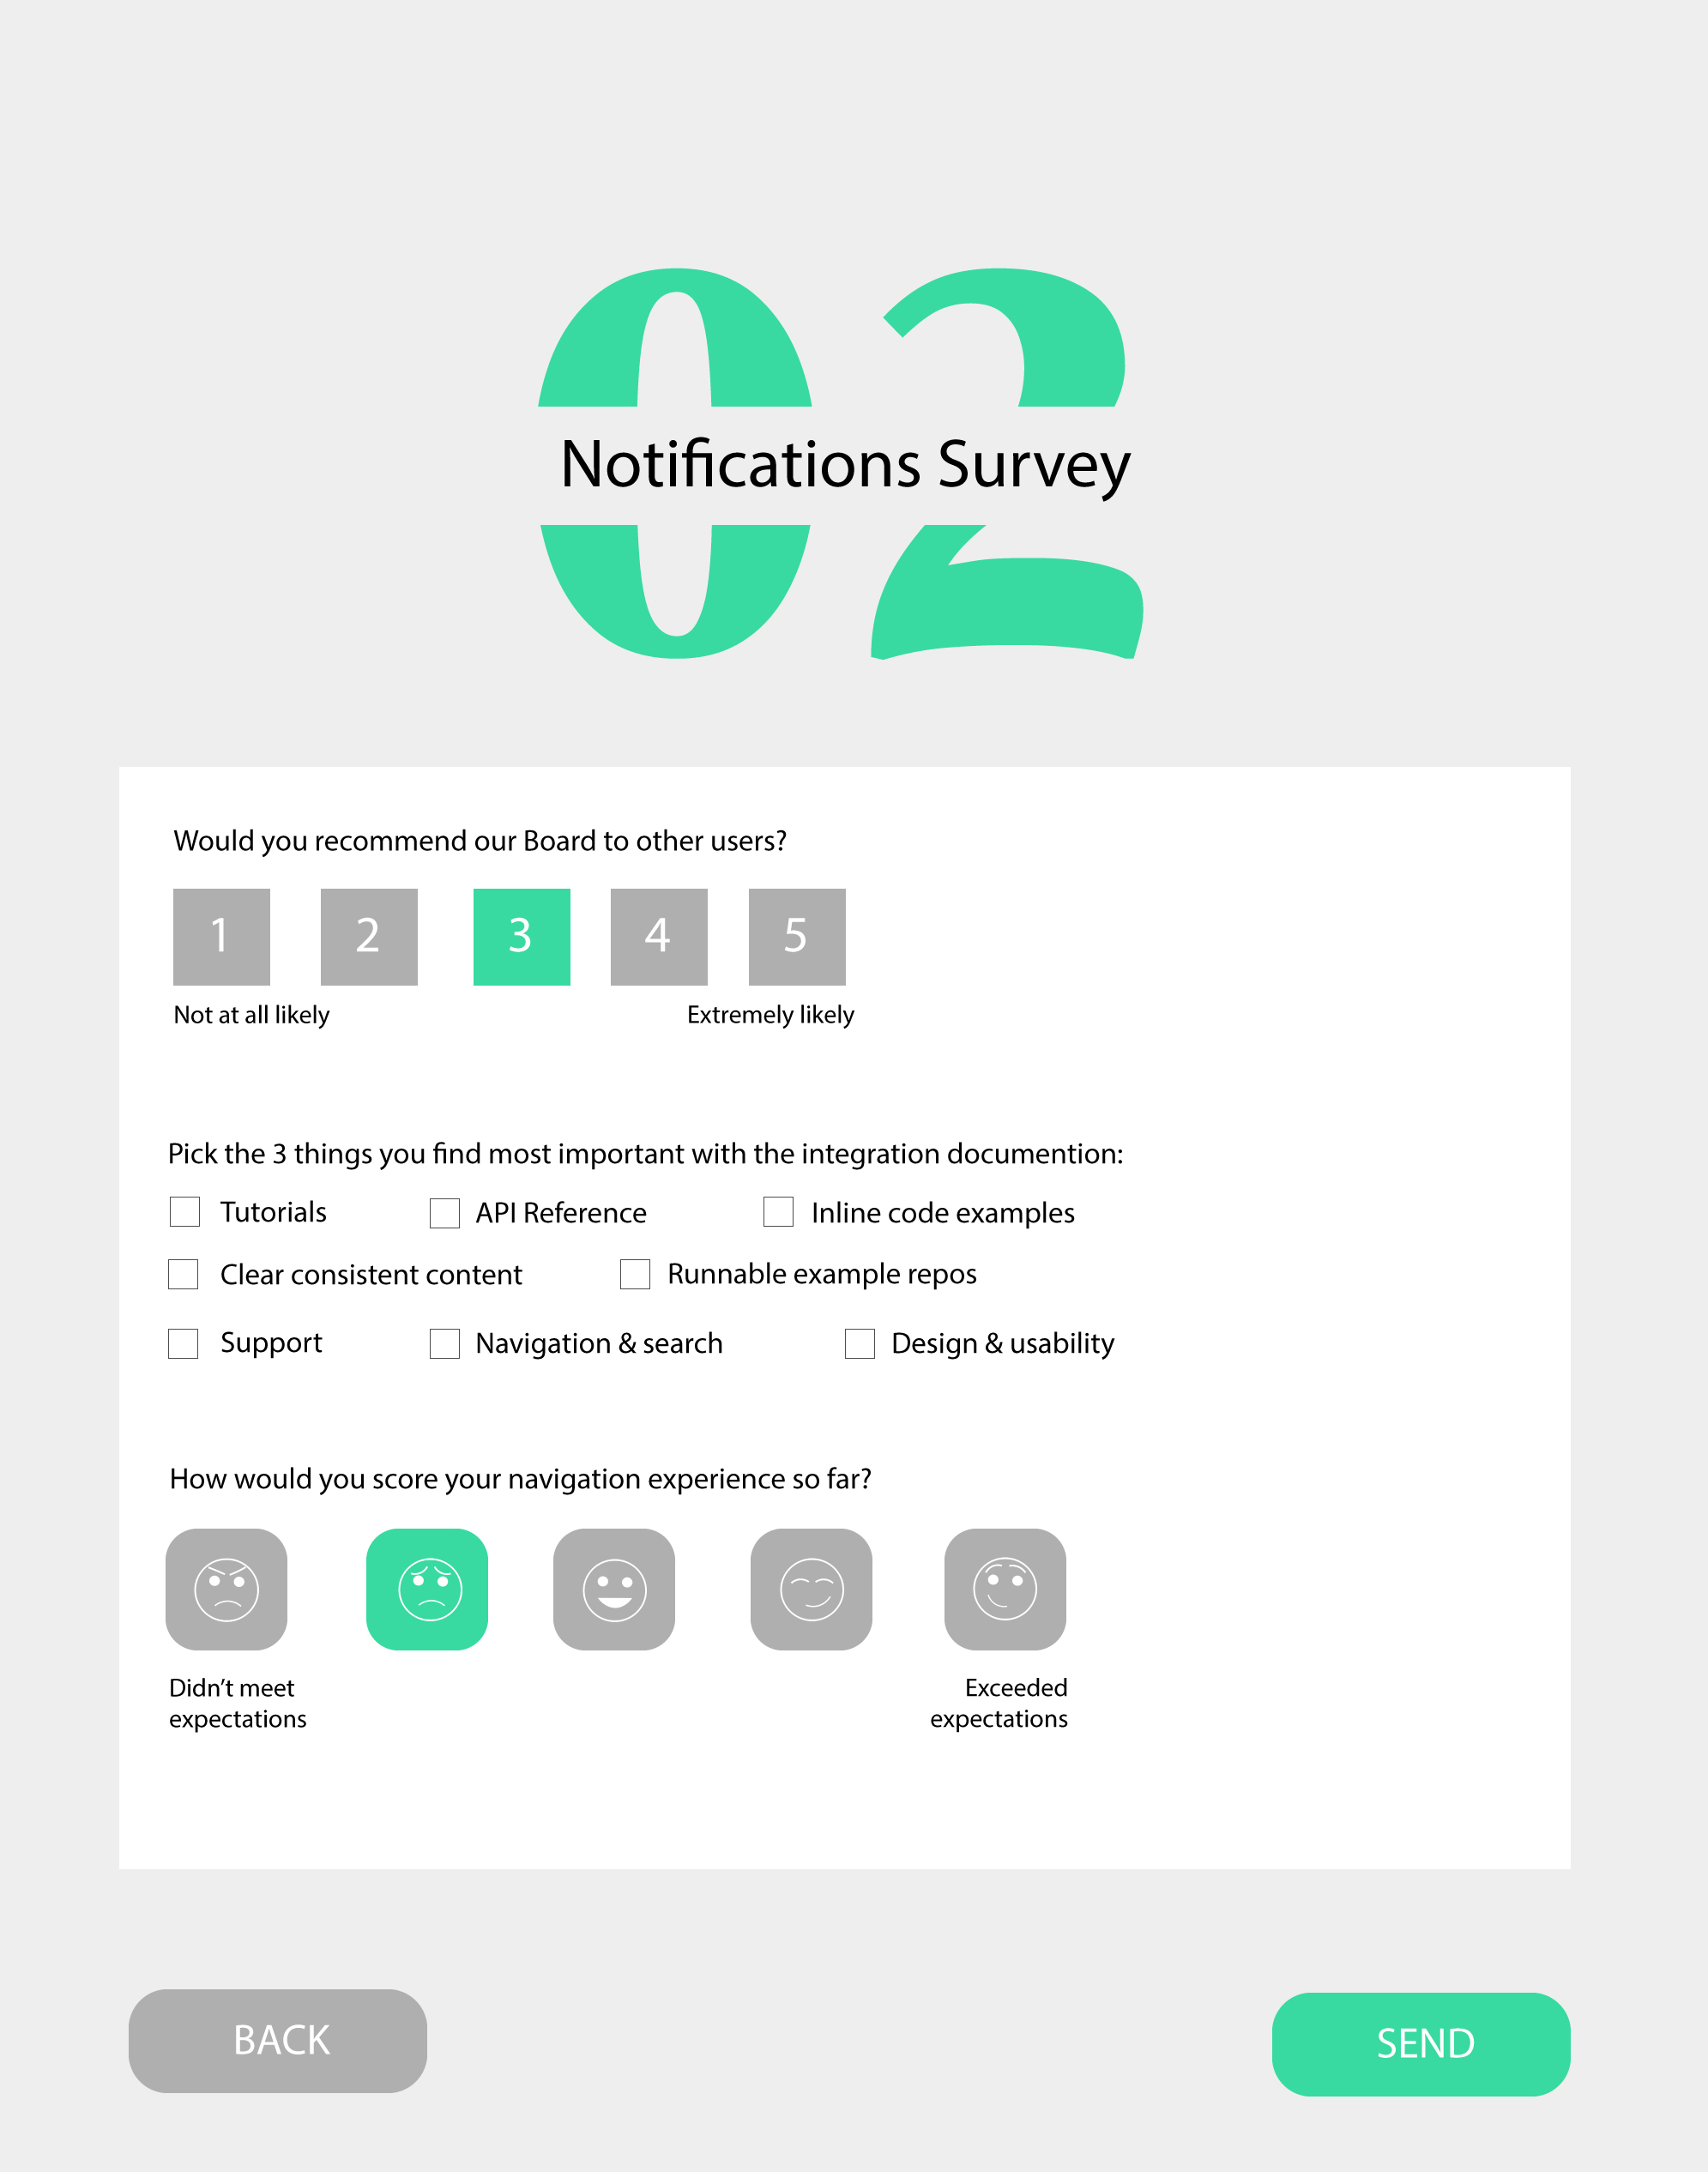 02
Notifications Survey
Would you recommend our Board to other users?
1 2 3 4 5
Not at all likely Extremely likely
Pick the 3 things you find most important with the integration documention:
Tutorials API Reference Inline code examples
Clear consistent content Runnable example repos
Support Navigation & search Design & usability
How would you score your navigation experience so far?
Didn’t meet Exceeded
expectations expectations
BACK SEND